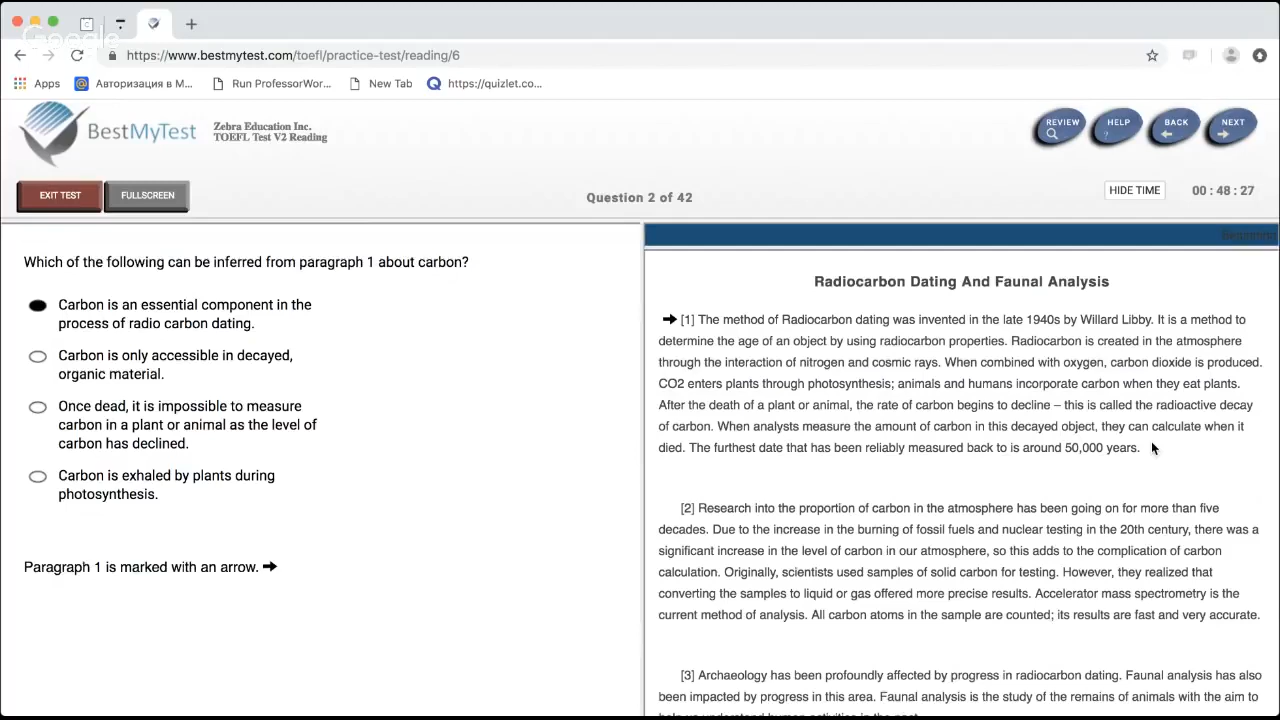 Google
https://www.bestmytest.com/toefl/practice-test/reading/6
Apps
Авторизация в М...
Run ProfessorWor...
New Tab
https://quizlet.co...
BestMyTest
Zebra Education Inc.
TOEFL Test V2 Reading
REVIEW
HELP
?
BACK
NEXT
EXIT TEST
FULLSCREEN
Question 2 of 42
HIDE TIME
00 : 48 : 27
Which of the following can be inferred from paragraph 1 about carbon?
Carbon is an essential component in the
process of radio carbon dating.
Carbon is only accessible in decayed,
organic material.
Once dead, it is impossible to measure
carbon in a plant or animal as the level of
carbon has declined.
Carbon is exhaled by plants during
photosynthesis.
Paragraph 1 is marked with an arrow. ➔
Radiocarbon Dating And Faunal Analysis
➔ [1] The method of Radiocarbon dating was invented in the late 1940s by Willard Libby. It is a method to
determine the age of an object by using radiocarbon properties. Radiocarbon is created in the atmosphere
through the interaction of nitrogen and cosmic rays. When combined with oxygen, carbon dioxide is produced.
CO2 enters plants through photosynthesis; animals and humans incorporate carbon when they eat plants.
After the death of a plant or animal, the rate of carbon begins to decline – this is called the radioactive decay
of carbon. When analysts measure the amount of carbon in this decayed object, they can calculate when it
died. The furthest date that has been reliably measured back to is around 50,000 years.
[2] Research into the proportion of carbon in the atmosphere has been going on for more than five
decades. Due to the increase in the burning of fossil fuels and nuclear testing in the 20th century, there was a
significant increase in the level of carbon in our atmosphere, so this adds to the complication of carbon
calculation. Originally, scientists used samples of solid carbon for testing. However, they realized that
converting the samples to liquid or gas offered more precise results. Accelerator mass spectrometry is the
current method of analysis. All carbon atoms in the sample are counted; its results are fast and very accurate.
[3] Archaeology has been profoundly affected by progress in radiocarbon dating. Faunal analysis has also
been impacted by progress in this area. Faunal analysis is the study of the remains of animals with the aim to
help us understand human activities in the past.